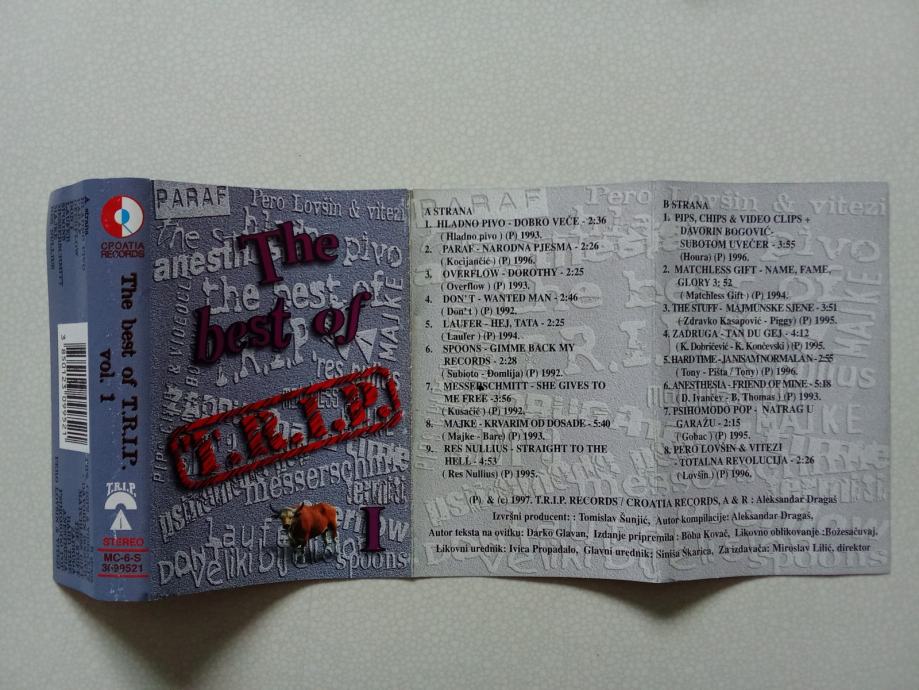 CROATIA
RECORDS
The best of T.R.I.P.
vol. 1
T.R.I.P.
STEREO
MC-6-S
PARAF
Pero Lovšin & vitezi
The
best of
T.R.I.P.
I
pivo
the best of
MAJKE
messerschmitt
laufer
DON'T
spoons
A STRANA
1. HLADNO PIVO - DOBRO VEČE - 2:36
( Hladno pivo ) (P) 1993.
2. PARAF - NARODNA PJESMA - 2:26
( Kocijančić ) (P) 1996.
3. OVERFLOW - DOROTHY - 2:25
( Overflow ) (P) 1993.
4. DON'T - WANTED MAN - 2:46
( Don't ) (P) 1992.
5. LAUFER - HEJ, TATA - 2:25
( Laufer ) (P) 1994.
6. SPOONS - GIMME BACK MY
RECORDS - 2:28
( Subioto - Domlija) (P) 1992.
7. MESSERSCHMITT - SHE GIVES TO
ME FREE - 3:56
( Kusačić ) (P) 1992.
8. MAJKE - KRVARIM OD DOSADE - 5:40
( Majke - Bare) (P) 1993.
9. RES NULLIUS - STRAIGHT TO THE
HELL - 4:53
( Res Nullius) (P) 1995.
B STRANA
1. PIPS, CHIPS & VIDEO CLIPS +
DAVORIN BOGOVIĆ-
SUBOTOM UVEČER - 3:55
(Houra) (P) 1996.
2. MATCHLESS GIFT - NAME, FAME,
GLORY 3; 52
( Matchless Gift) (P) 1994.
3. THE STUFF - MAJMUNSKE SJENE - 3:51
( Zdravko Kasapović - Piggy) (P) 1995.
4. ZADRUGA - TAN DU GEJ - 4:12
( K. Dobričević - K. Končevski ) (P) 1995.
5. HARD TIME - JA NISAM NORMALAN - 2:55
( Tony - Pišta / Tony) (P) 1996.
6. ANESTHESIA - FRIEND OF MINE - 5:18
( D. Ivančev - B. Thomas ) (P) 1993.
7. PSIHOMODO POP - NATRAG U
GARAŽU - 2:15
( Gobac ) (P) 1995.
8. PERO LOVŠIN & VITEZI
- TOTALNA REVOLUCIJA - 2:26
( Lovšin ) (P) 1996.
(P) & (c) 1997. T.R.I.P. RECORDS / CROATIA RECORDS, A & R : Aleksandar Dragaš
Izvršni producent: : Tomislav Šunjić, Autor kompilacije: Aleksandar Dragaš,
Autor teksta na ovitku: Darko Glavan, Izdanje pripremila : Boba Kovač, Likovno oblikovanje :Božesačuvaj,
Likovni urednik : Ivica Propadalo, Glavni urednik: Siniša Škarica, Za izdavača: Miroslav Lilić, direktor